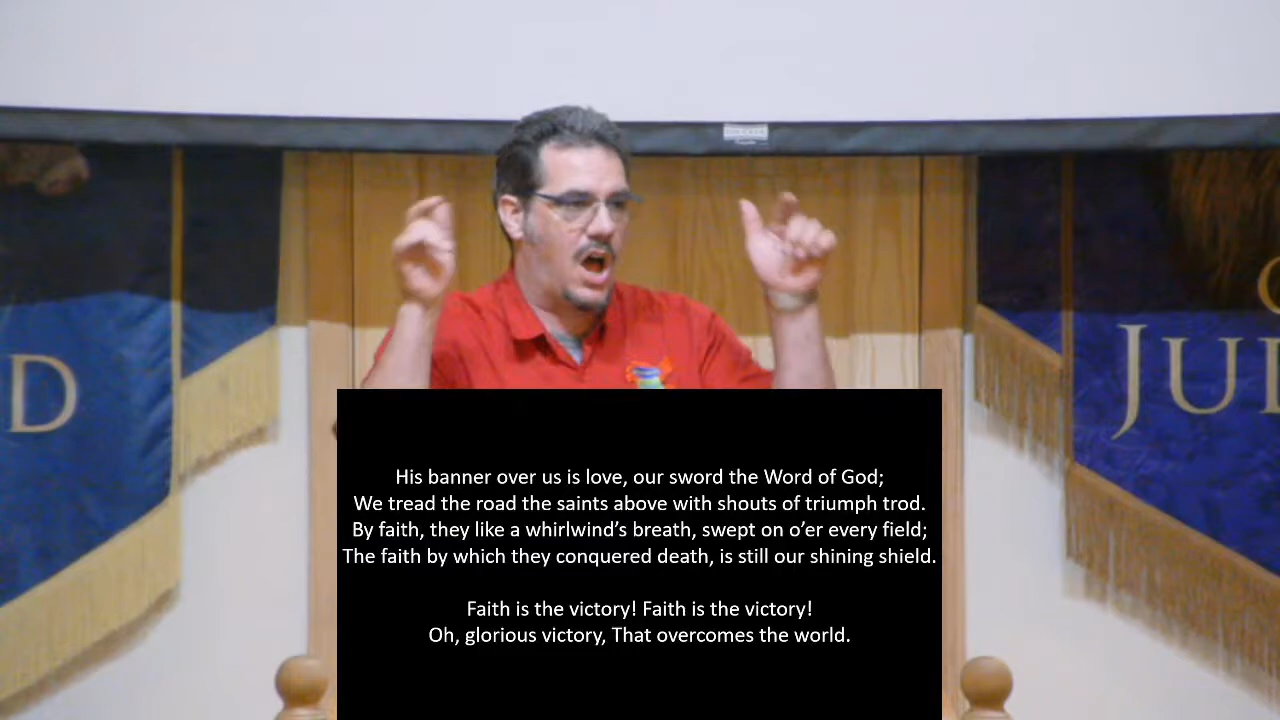 D
JU
His banner over us is love, our sword the Word of God;
We tread the road the saints above with shouts of triumph trod.
By faith, they like a whirlwind’s breath, swept on o’er every field;
The faith by which they conquered death, is still our shining shield.
Faith is the victory! Faith is the victory!
Oh, glorious victory, That overcomes the world.